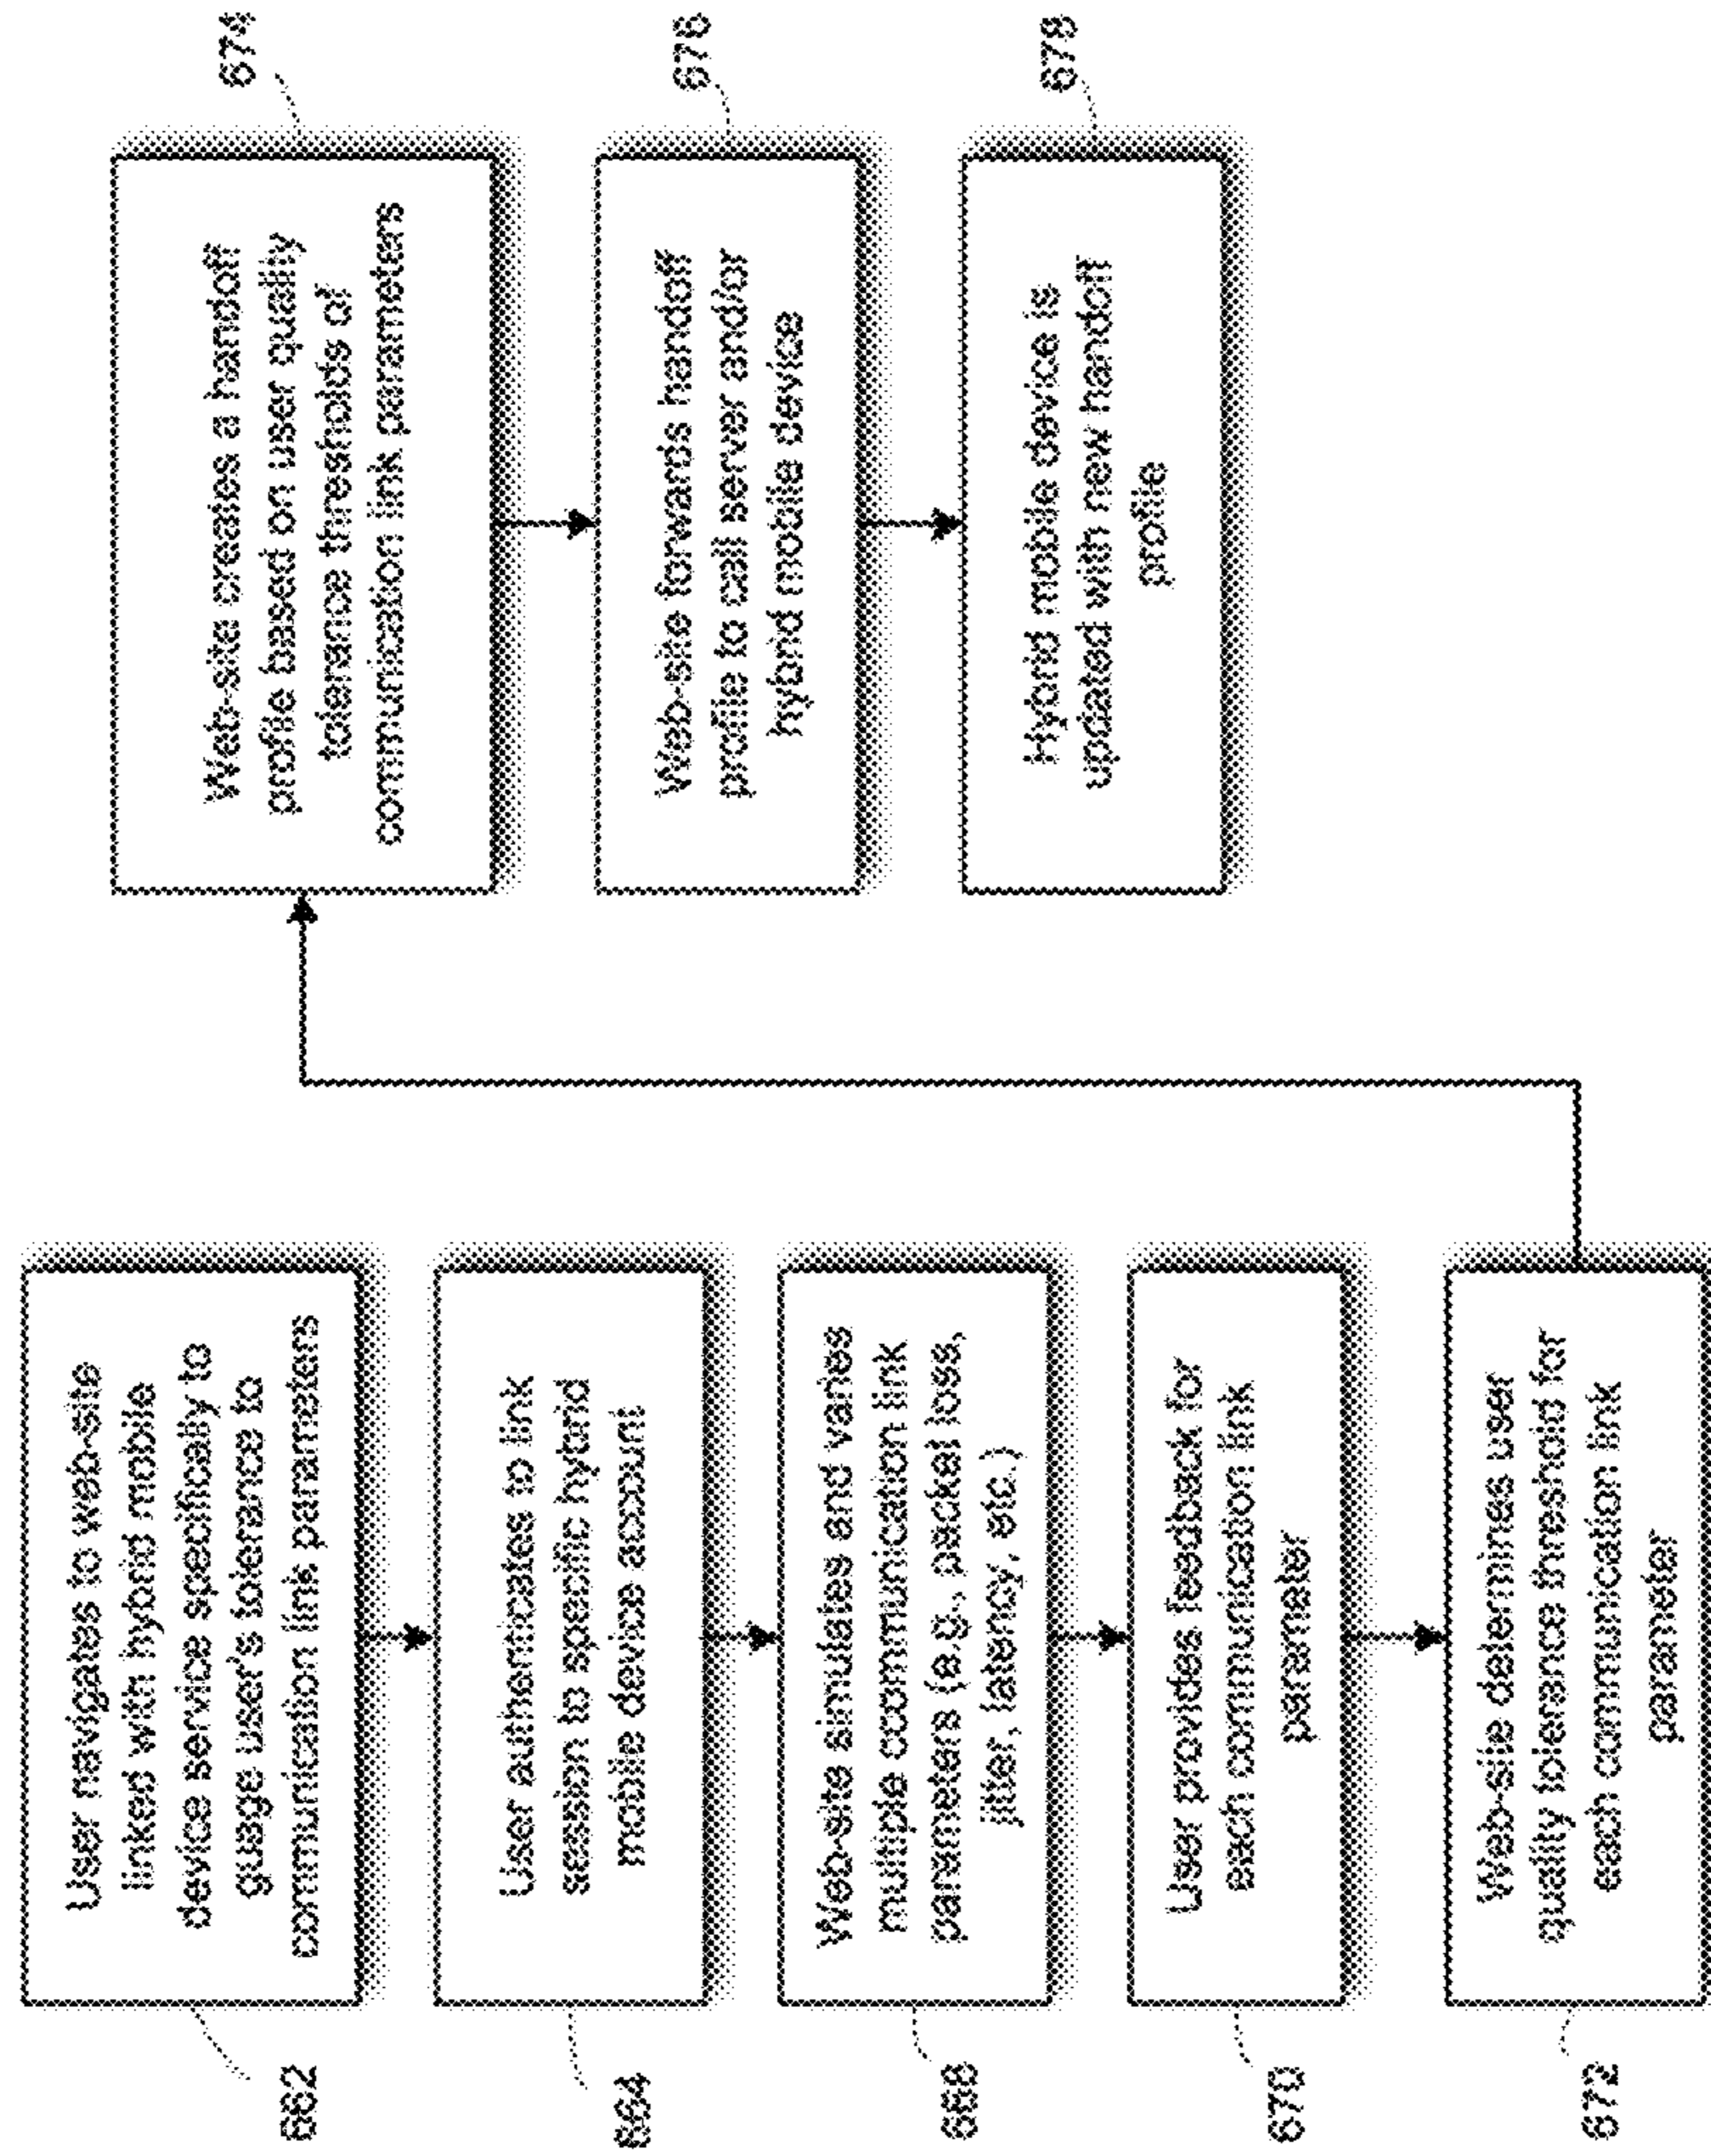 662
User navigates to web-site
linked with hybrid mobile
device service specifically to
guage user's tolerance to
communication link parameters
664
User authenticates to link
session to specific hybrid
mobile device account
668
Web-site simulates and varies
multiple communication link
parameters (e.g., packet loss,
jitter, latency, etc.)
670
User provides feedback for
each communication link
parameter
672
Web-site determines user
quality tolerance threshold for
each communication link
parameter
674
Web-site creates a handoff
profile based on user quality
tolerance thresholds of
communication link parameters
676
Web-site forwards handoff
profile to call server and/or
hybrid mobile device
678
Hybrid mobile device is
updated with new handoff
profile